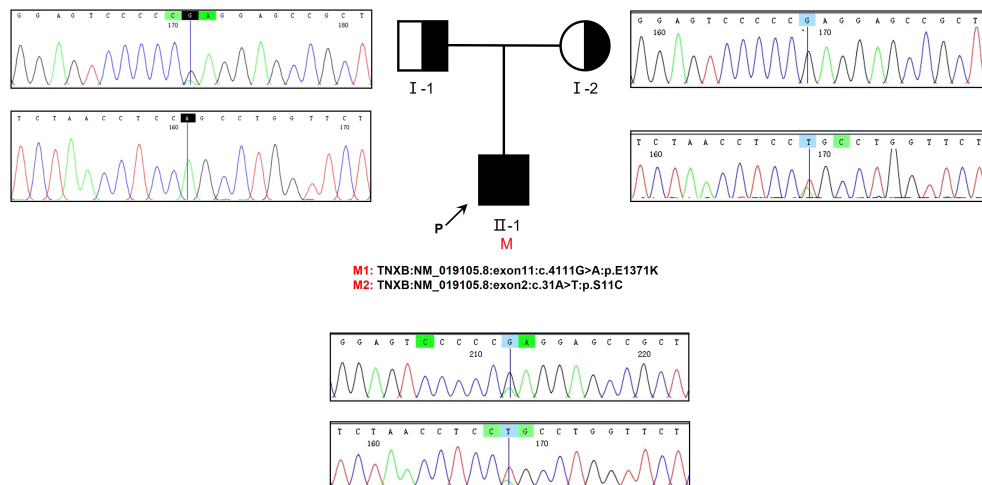 G G A G T C C C C C G A G G A G C C G C T
170 180
T C T A A C C T C C A G C C T G G T T C T
160 170
I-1
I-2
G G A G T C C C C C G A G G A G C C G C T
160 170
T C T A A C C T C C T G C C T G G T T C T
160 170
P
II-1
M
M1: TNXB:NM_019105.8:exon11:c.4111G>A:p.E1371K
M2: TNXB:NM_019105.8:exon2:c.31A>T:p.S11C
G G A G T C C C C C G A G G A G C C G C T
210 220
T C T A A C C T C C T G C C T G G T T C T
160 170